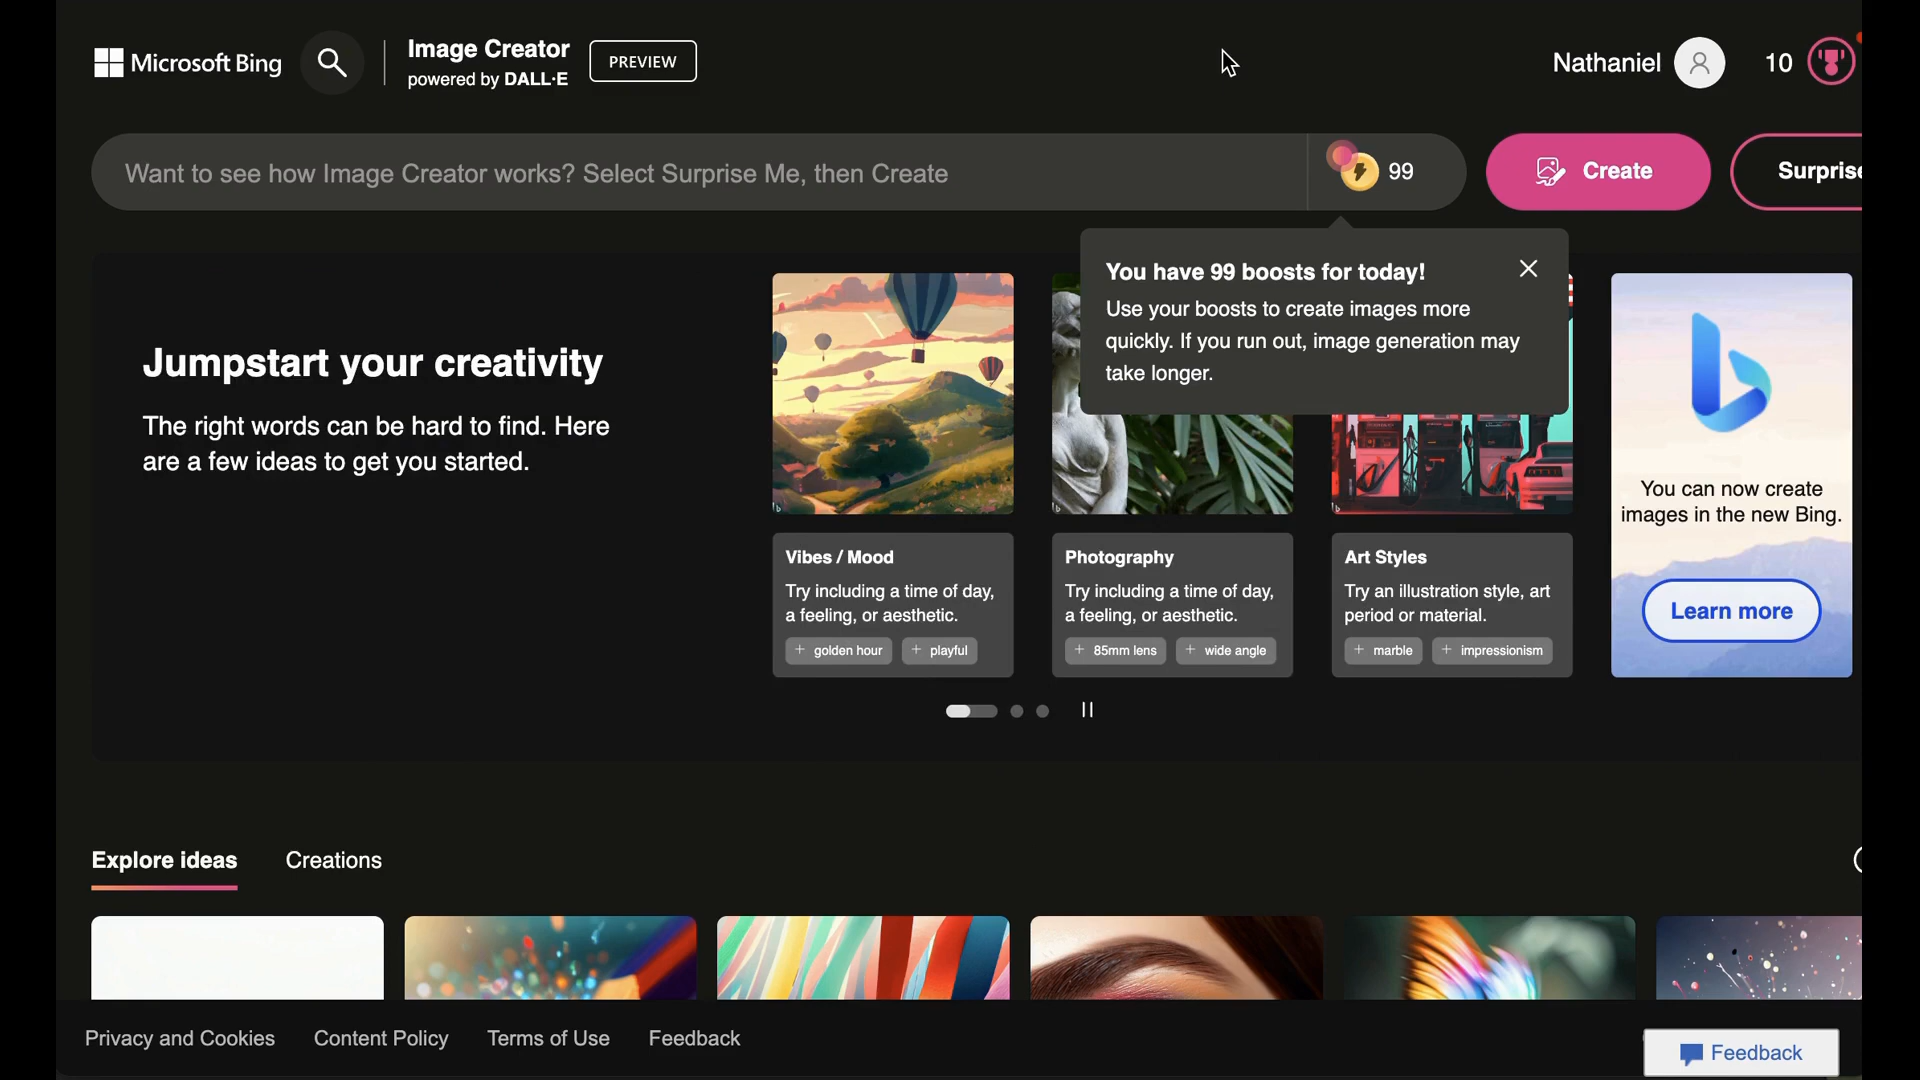 Microsoft Bing
Image Creator
powered by DALL·E
PREVIEW
Nathaniel
10
Want to see how Image Creator works? Select Surprise Me, then Create
99
Create
Surprise
You have 99 boosts for today!
Use your boosts to create images more
quickly. If you run out, image generation may
take longer.
Jumpstart your creativity
The right words can be hard to find. Here
are a few ideas to get you started.
You can now create
images in the new Bing.
Learn more
Vibes / Mood
Try including a time of day,
a feeling, or aesthetic.
+ golden hour
+ playful
Photography
Try including a time of day,
a feeling, or aesthetic.
+ 85mm lens
+ wide angle
Art Styles
Try an illustration style, art
period or material.
+ marble
+ impressionism
Explore ideas
Creations
Privacy and Cookies
Content Policy
Terms of Use
Feedback
Feedback